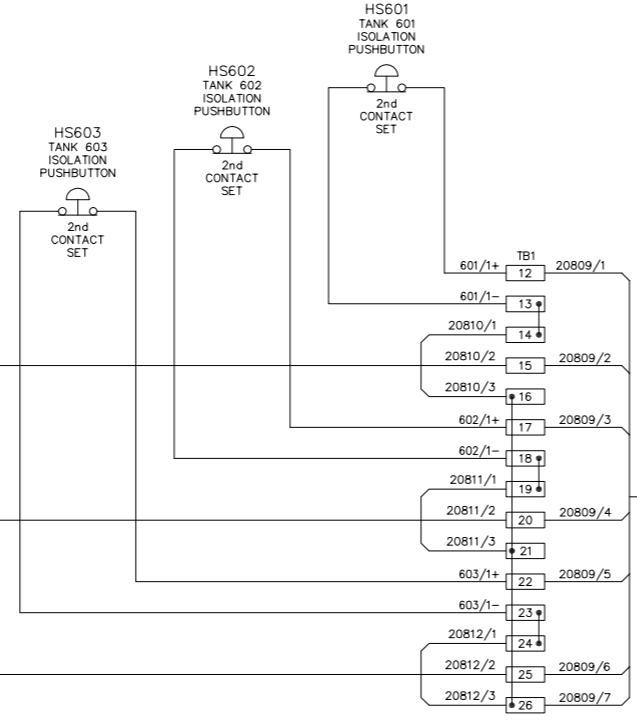 HS601
TANK 601
ISOLATION
PUSHBUTTON
2nd
CONTACT
SET
HS602
TANK 602
ISOLATION
PUSHBUTTON
2nd
CONTACT
SET
HS603
TANK 603
ISOLATION
PUSHBUTTON
2nd
CONTACT
SET
TB1
601/1+ 12 20809/1
601/1- 13
20810/1 14
20810/2 15 20809/2
20810/3 16
602/1+ 17 20809/3
602/1- 18
20811/1 19
20811/2 20 20809/4
20811/3 21
603/1+ 22 20809/5
603/1- 23
20812/1 24
20812/2 25 20809/6
20812/3 26 20809/7